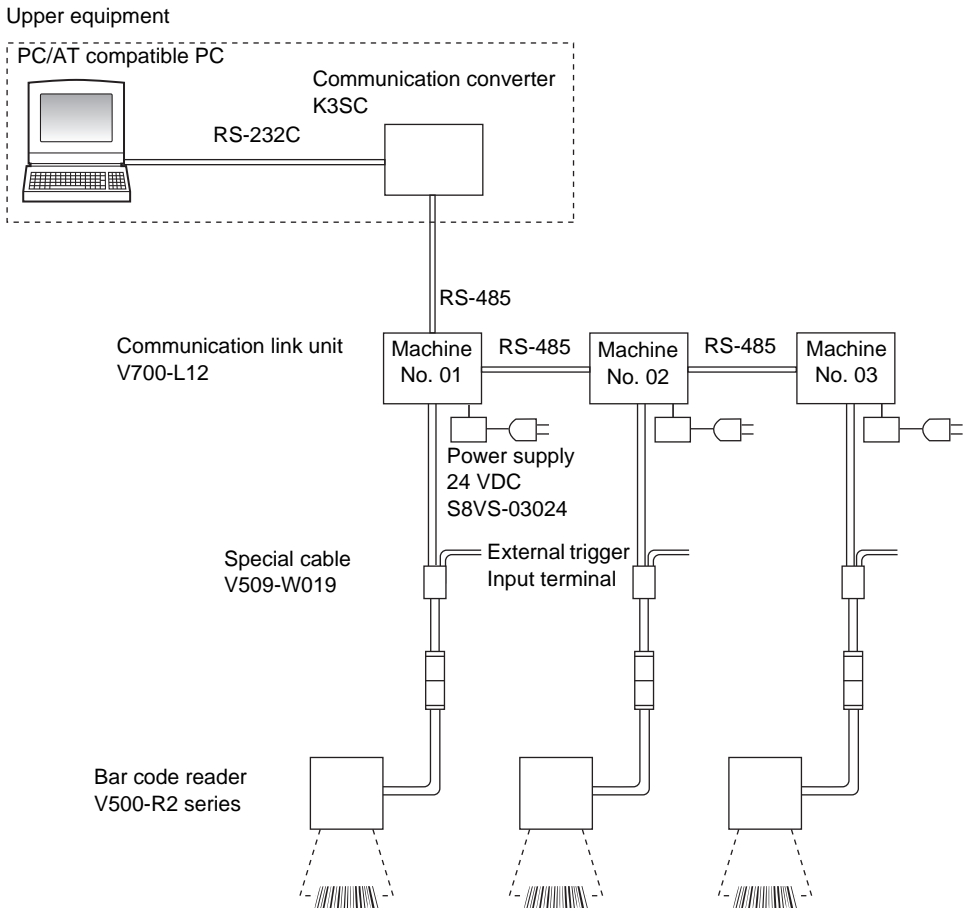 Upper equipment
PC/AT compatible PC
Communication converter
K3SC
RS-232C
RS-485
Communication link unit
V700-L12
Machine
No. 01
RS-485
Machine
No. 02
RS-485
Machine
No. 03
Power supply
24 VDC
S8VS-03024
Special cable
V509-W019
External trigger
Input terminal
Bar code reader
V500-R2 series